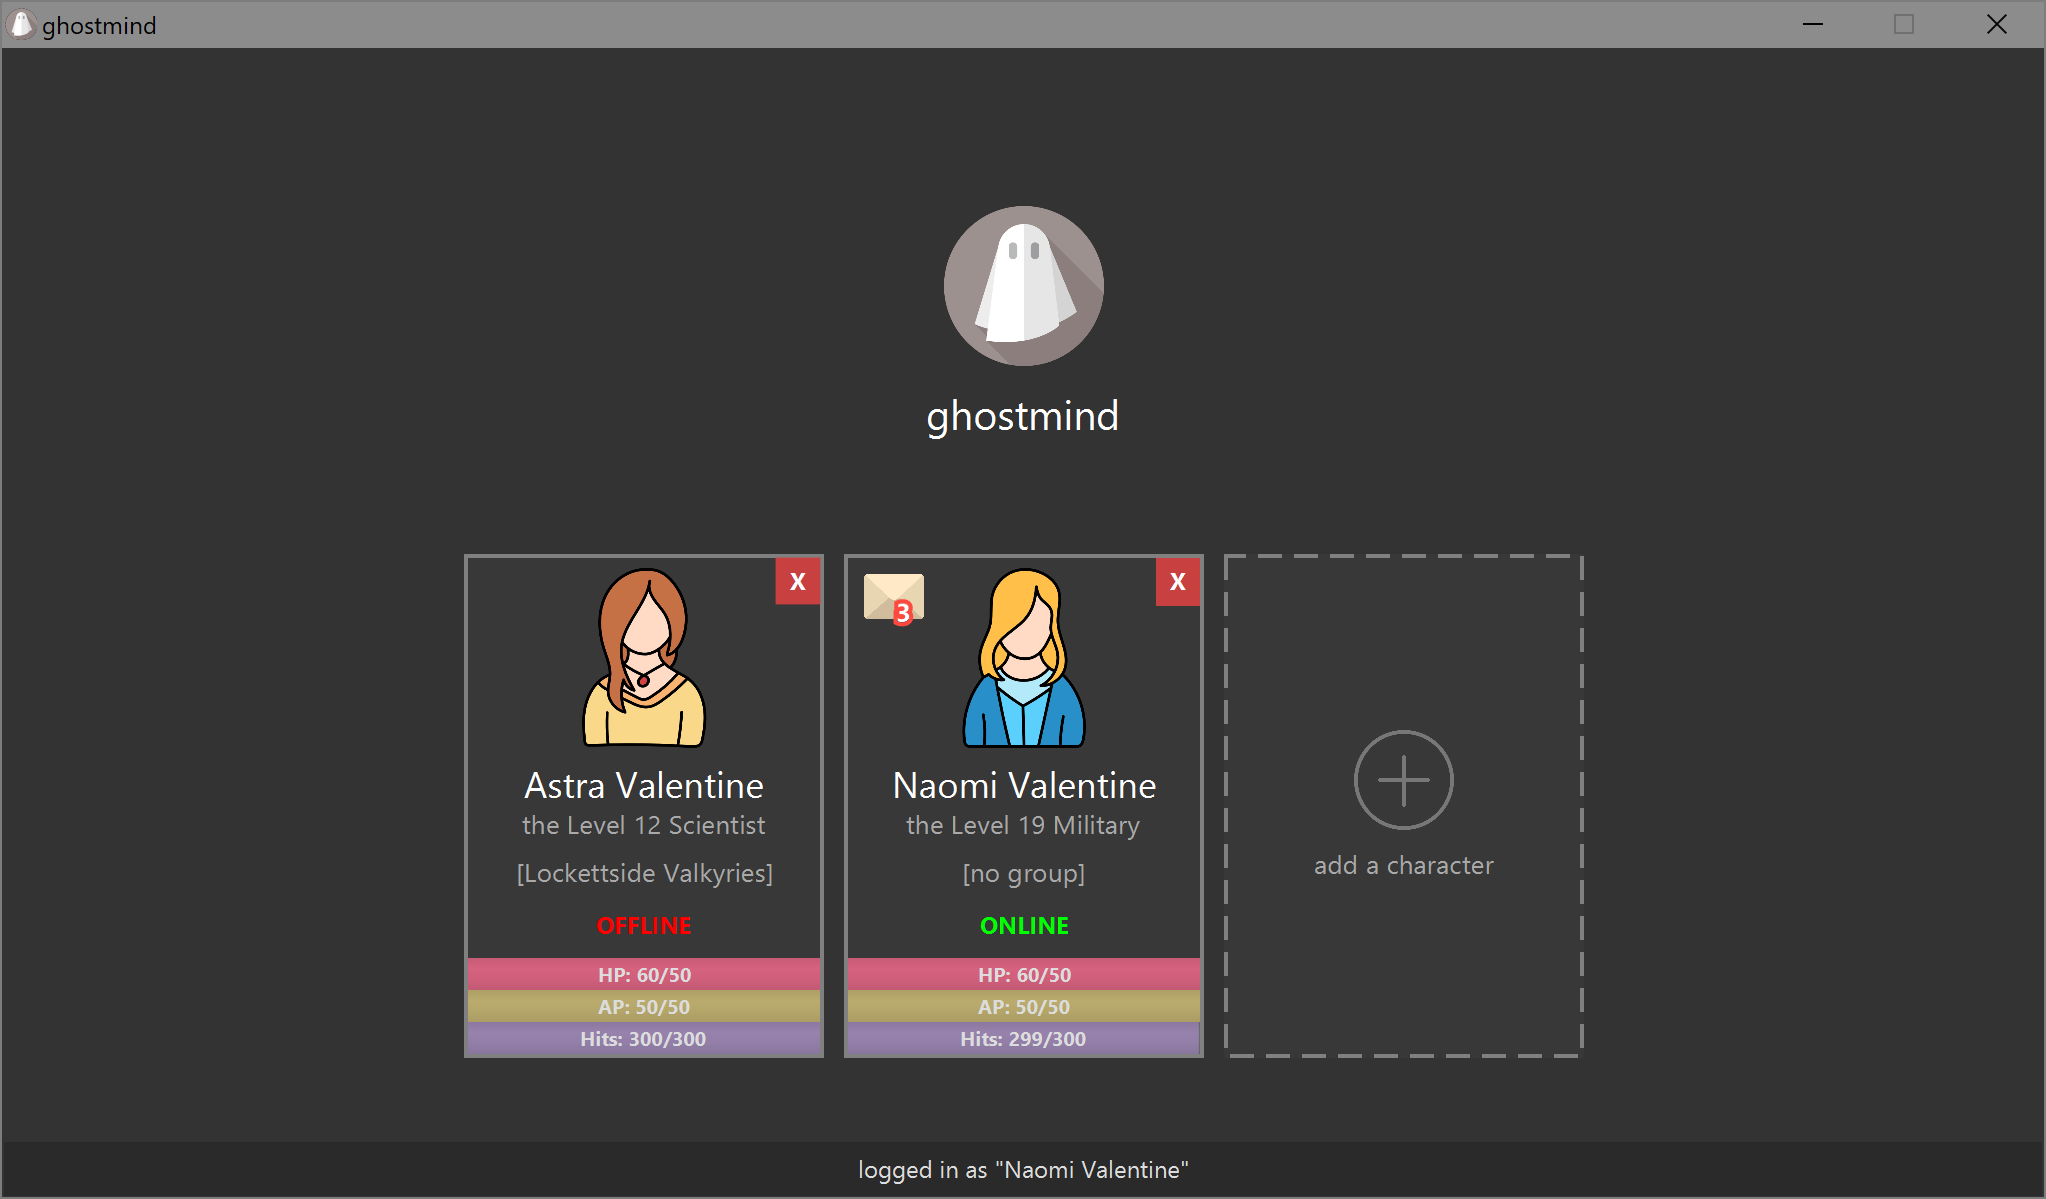 ghostmind
ghostmind
X
Astra Valentine
the Level 12 Scientist
[Lockettside Valkyries]
OFFLINE
HP: 60/50
AP: 50/50
Hits: 300/300
3
X
Naomi Valentine
the Level 19 Military
[no group]
ONLINE
HP: 60/50
AP: 50/50
Hits: 299/300
add a character
logged in as "Naomi Valentine"